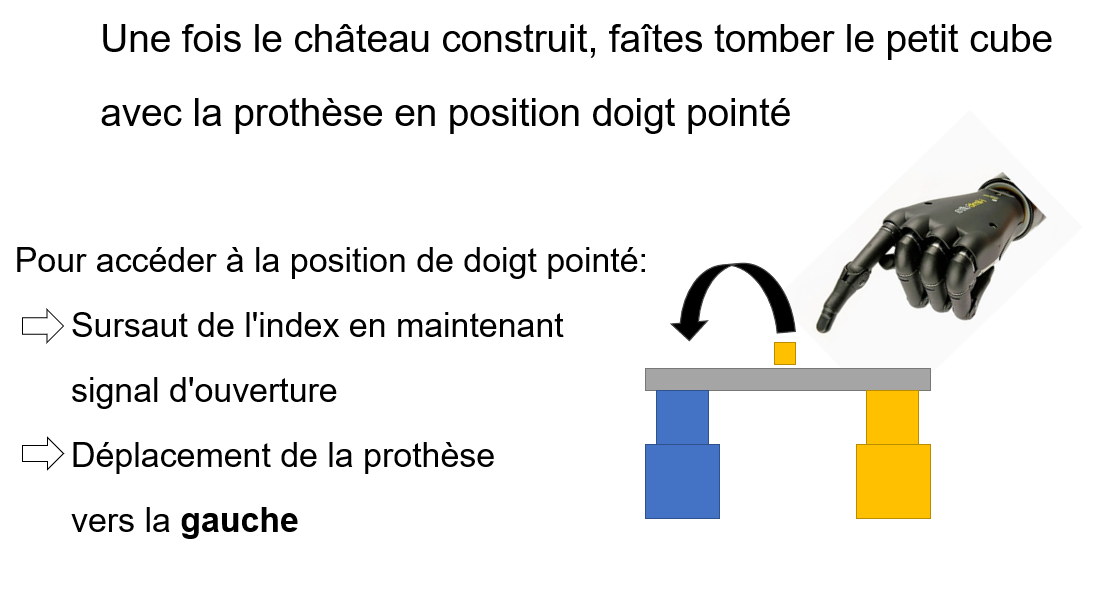 Une fois le château construit, faîtes tomber le petit cube
avec la prothèse en position doigt pointé
Pour accéder à la position de doigt pointé:
Sursaut de l'index en maintenant
signal d'ouverture
Déplacement de la prothèse
vers la gauche